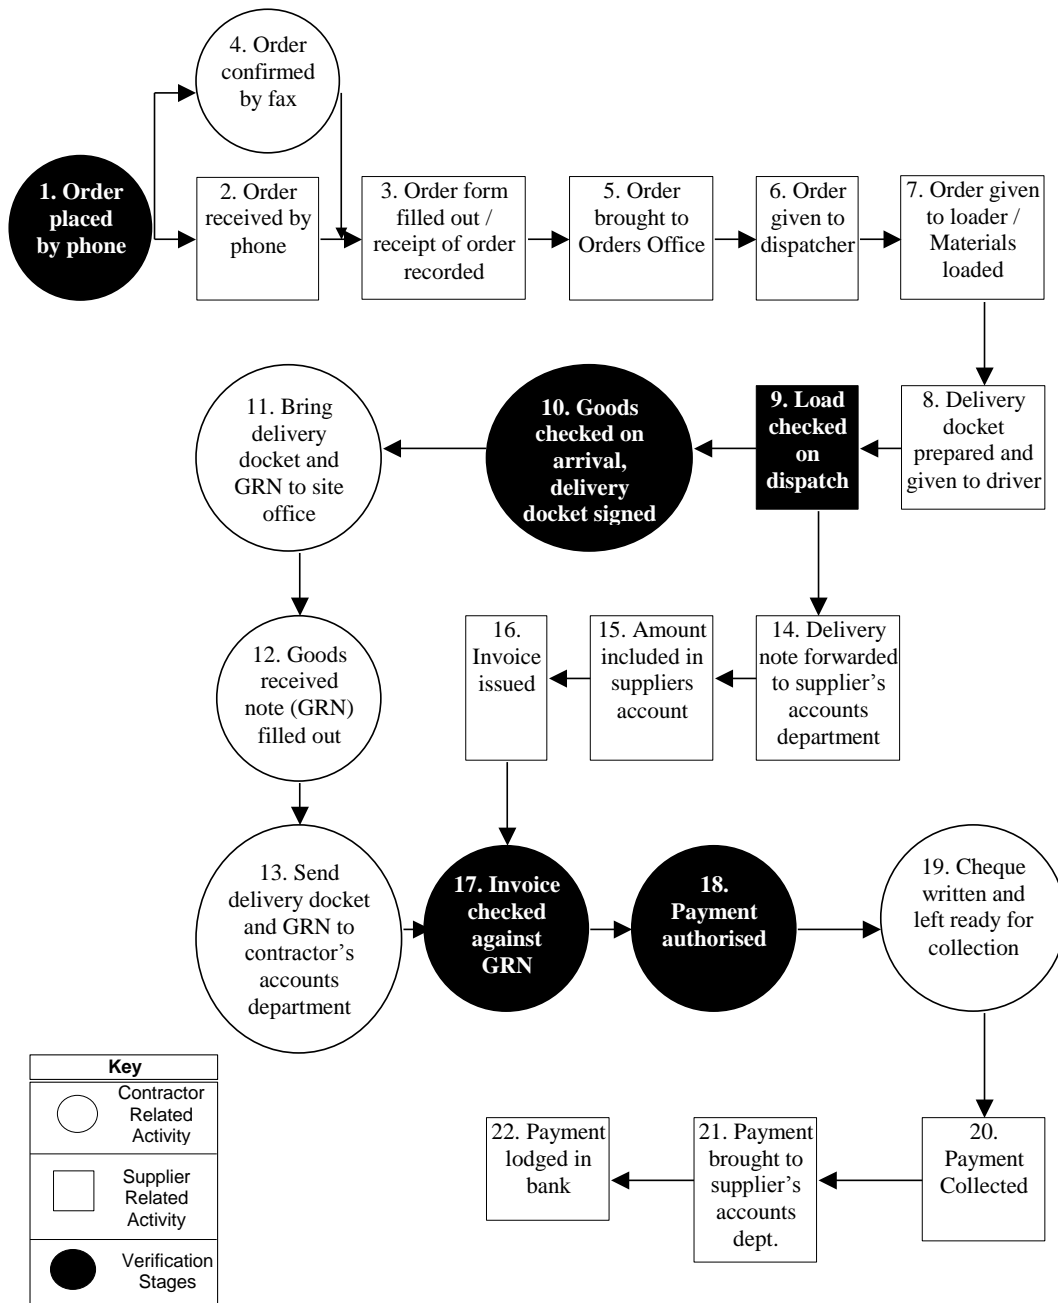 4. Order
confirmed
by fax
1. Order
placed
by phone
2. Order
received by
phone
3. Order form
filled out /
receipt of order
recorded
5. Order
brought to
Orders Office
6. Order
given to
dispatcher
7. Order given
to loader /
Materials
loaded
11. Bring
delivery
docket and
GRN to site
office
10. Goods
checked on
arrival,
delivery
docket signed
9. Load
checked
on
dispatch
8. Delivery
docket
prepared and
given to driver
12. Goods
received
note (GRN)
filled out
16.
Invoice
issued
15. Amount
included in
suppliers
account
14. Delivery
note forwarded
to supplier’s
accounts
department
13. Send
delivery docket
and GRN to
contractor’s
accounts
department
17. Invoice
checked
against
GRN
18.
Payment
authorised
19. Cheque
written and
left ready for
collection
22. Payment
lodged in
bank
21. Payment
brought to
supplier’s
accounts
dept.
20.
Payment
Collected
Key
Contractor
Related
Activity
Supplier
Related
Activity
Verification
Stages